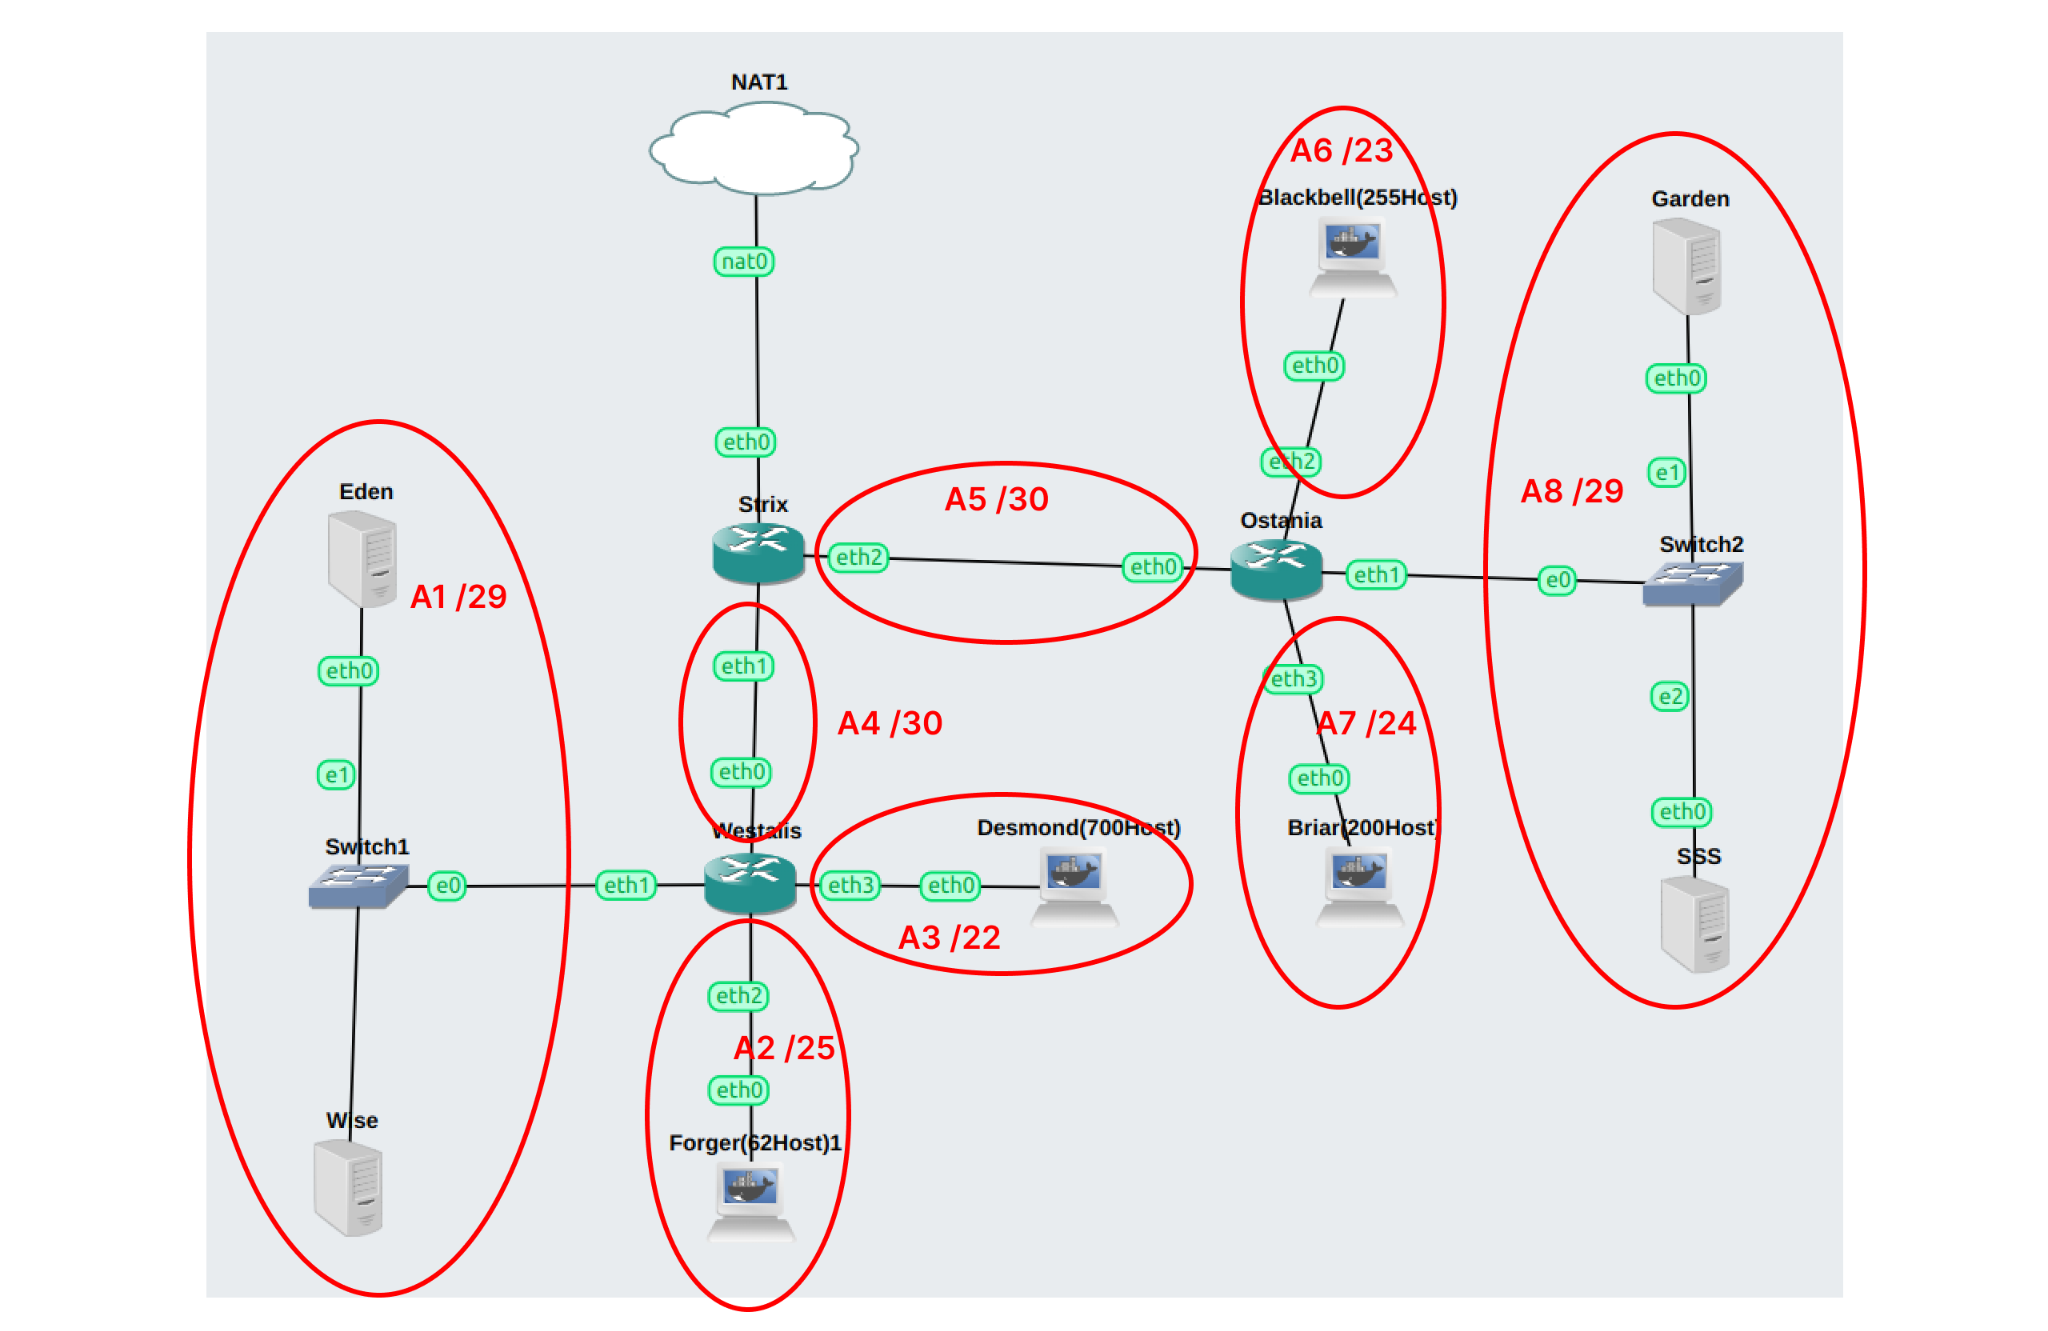 NAT1
nat0
eth0
Strix
A5 /30
eth2
eth0
A6 /23
Blackbell(255Host)
eth0
eth2
Ostania
eth1
e0
Garden
eth0
e1
A8 /29
Switch2
e2
eth0
SSS
Eden
A1 /29
eth0
e1
Switch1
e0
eth1
Wise
eth1
A4 /30
eth0
Westalis
eth3
eth0
Desmond(700Host)
A3 /22
eth3
A7 /24
eth0
Briar(200Host)
eth2
A2 /25
eth0
Forger(62Host)1